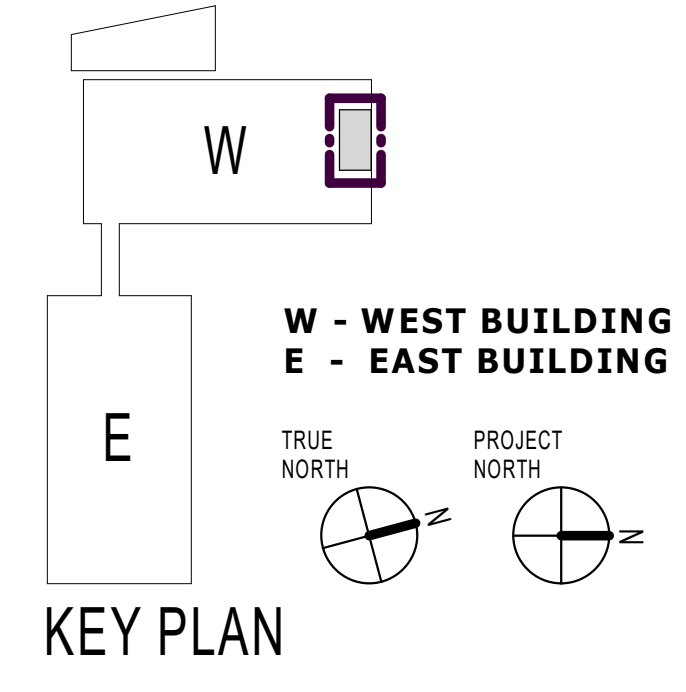 W
W - WEST BUILDING
E - EAST BUILDING
E
TRUE
NORTH
N
PROJECT
NORTH
N
KEY PLAN